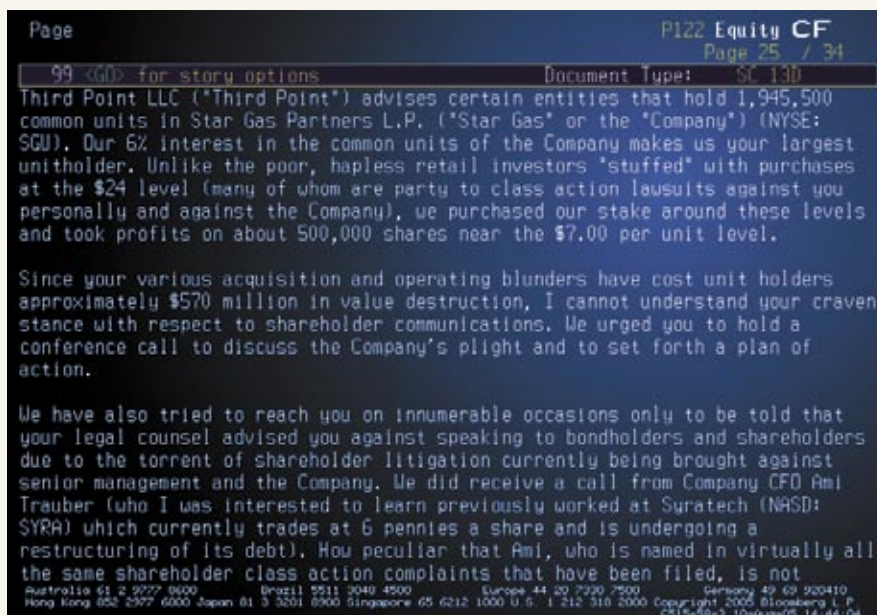 Page P122 Equity CF
Page 25 / 34
99 <GO> for story options Document Type: SC 13D
Third Point LLC ("Third Point") advises certain entities that hold 1,945,500
common units in Star Gas Partners L.P. ("Star Gas" or the "Company") (NYSE:
SGU). Our 6% interest in the common units of the Company makes us your largest
unitholder. Unlike the poor, hapless retail investors "stuffed" with purchases
at the $24 level (many of whom are party to class action lawsuits against you
personally and against the Company), we purchased our stake around these levels
and took profits on about 500,000 shares near the $7.00 per unit level.
Since your various acquisition and operating blunders have cost unit holders
approximately $570 million in value destruction, I cannot understand your craven
stance with respect to shareholder communications. We urged you to hold a
conference call to discuss the Company's plight and to set forth a plan of
action.
We have also tried to reach you on innumerable occasions only to be told that
your legal counsel advised you against speaking to bondholders and shareholders
due to the torrent of shareholder litigation currently being brought against
senior management and the Company. We did receive a call from Company CFO Ami
Trauber (who I was interested to learn previously worked at Syratech (NASD:
SYRA) which currently trades at 6 pennies a share and is undergoing a
restructuring of its debt). How peculiar that Ami, who is named in virtually all
the same shareholder class action complaints that have been filed, is not
Australia 61 2 9777 8600 Brazil 5511 3048 4500 Europe 44 20 7330 7500 Germany 49 69 920410
Hong Kong 852 2977 6000 Japan 81 3 3201 8900 Singapore 65 6212 1000 U.S. 1 212 318 2000 Copyright 2005 Bloomberg L.P.